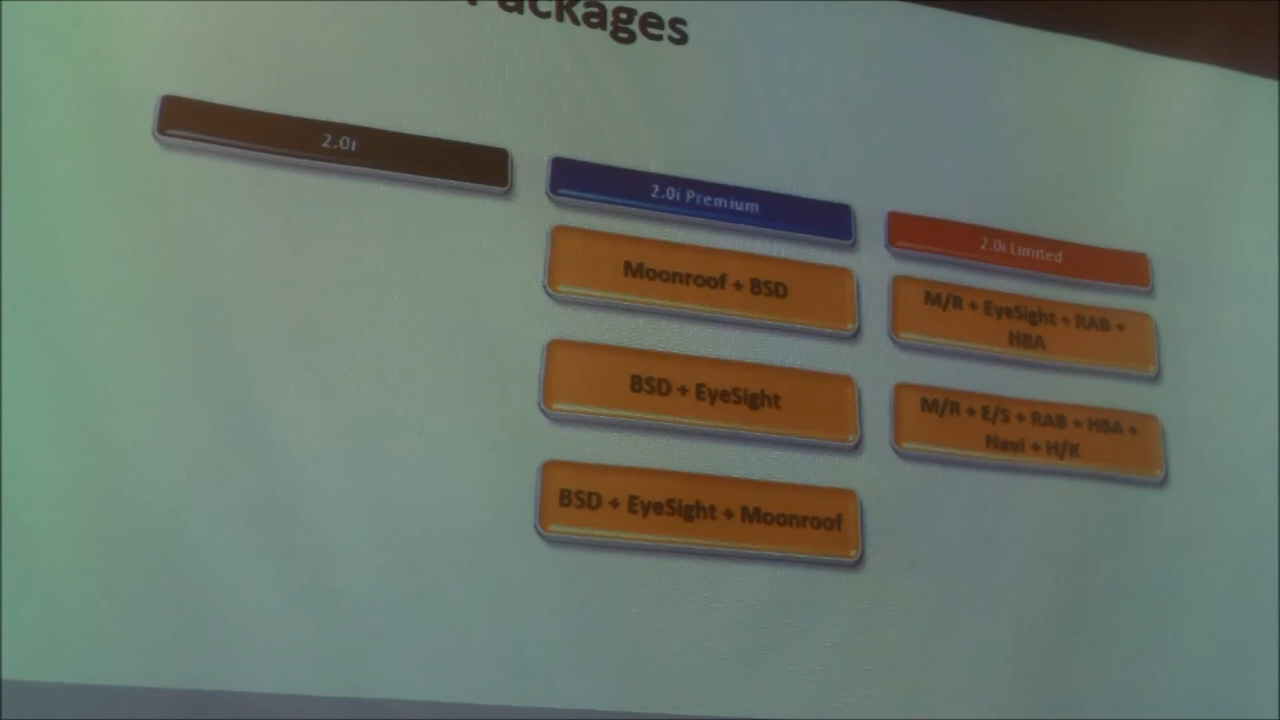 Packages
2.0i
2.0i Premium
Moonroof + BSD
BSD + EyeSight
BSD + EyeSight + Moonroof
2.0i Limited
M/R + EyeSight + RAB +
HBA
M/R + E/S + RAB + HBA +
Navi + H/K